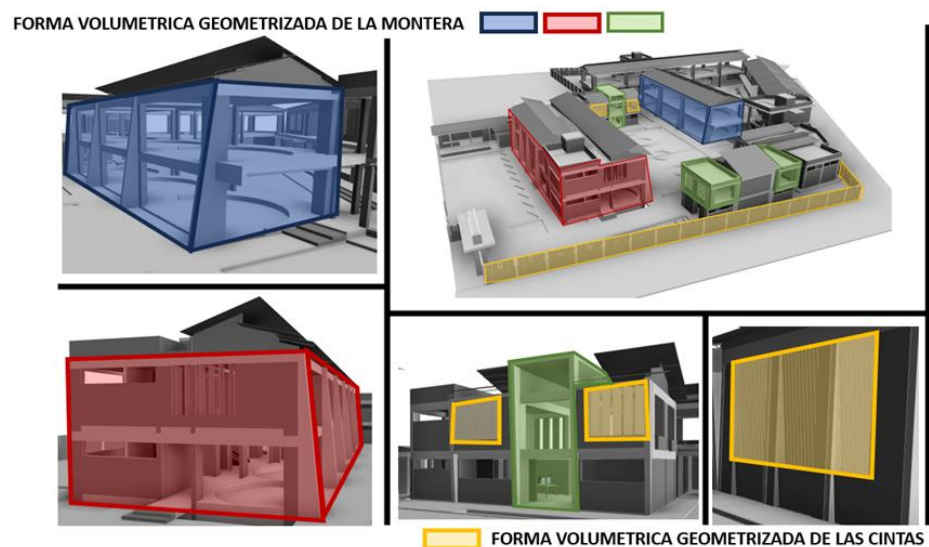 FORMA VOLUMETRICA GEOMETRIZADA DE LA MONTERA
FORMA VOLUMETRICA GEOMETRIZADA DE LAS CINTAS